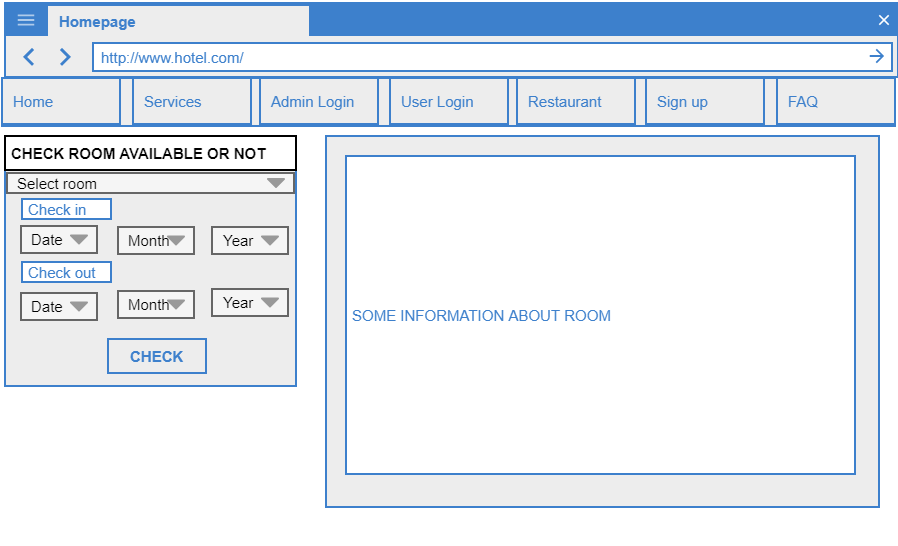 Homepage
http://www.hotel.com/
Home Services Admin Login User Login Restaurant Sign up FAQ
CHECK ROOM AVAILABLE OR NOT
Select room
Check in
Date Month Year
Check out
Date Month Year
CHECK
SOME INFORMATION ABOUT ROOM